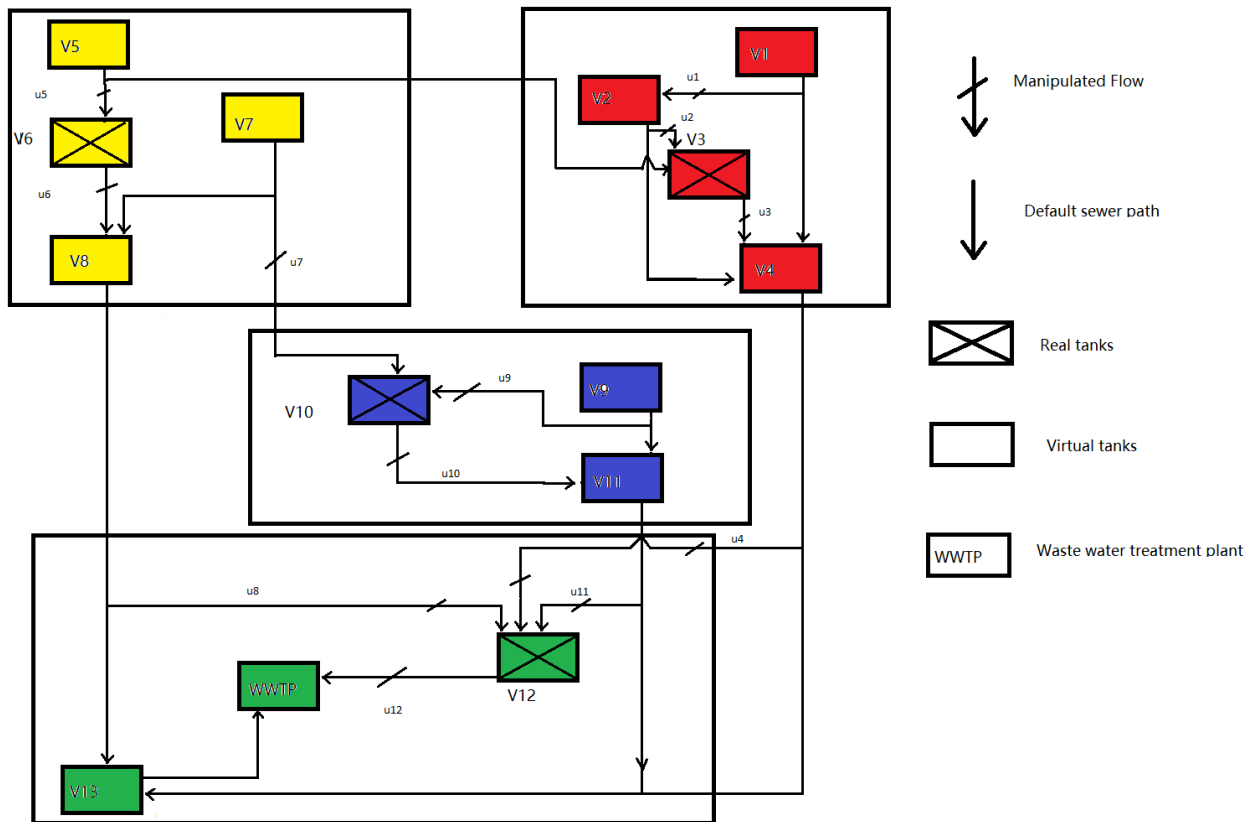 V5
u5
V6
V7
u6
V8
u7
V1
u1
V2
u2
V3
u3
V4
V9
u9
V10
u10
V11
u4
u8
u11
WWTP
u12
V12
V13
Manipulated Flow
Default sewer path
Real tanks
Virtual tanks
WWTP
Waste water treatment plant